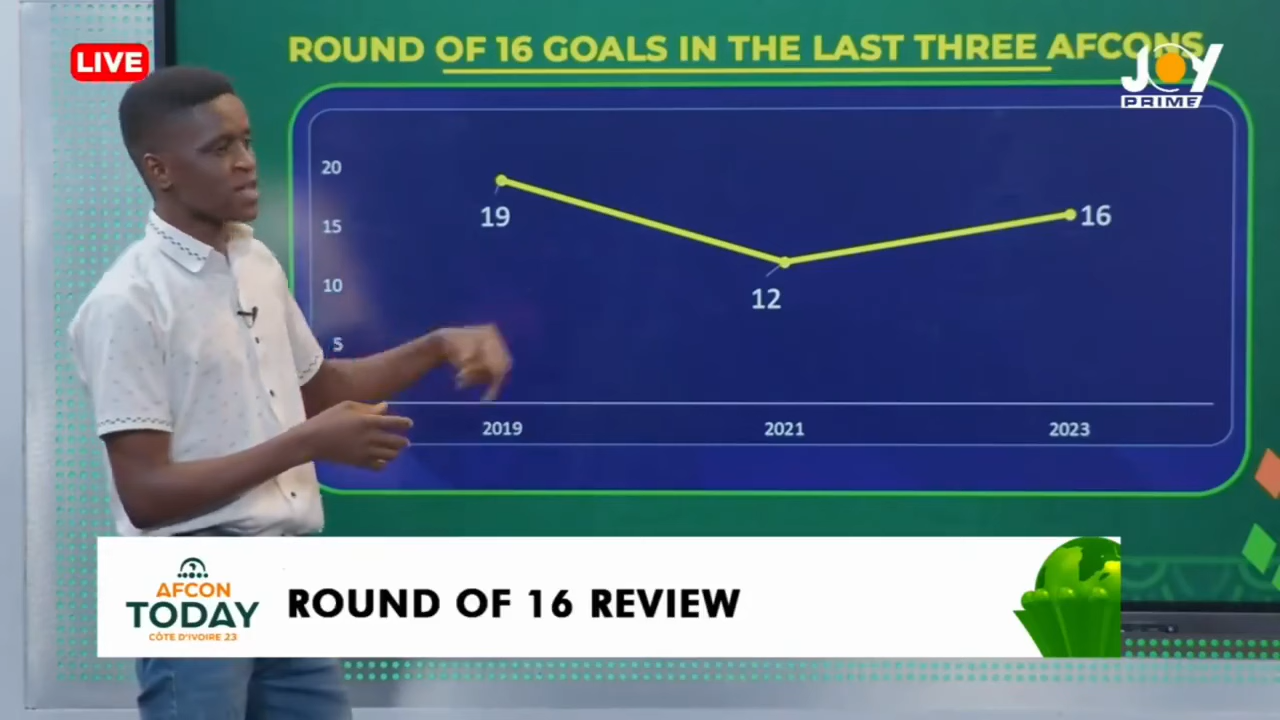 LIVE
ROUND OF 16 GOALS IN THE LAST THREE AFCONS
JOY
PRIME
20
15
10
5
19
12
16
2019
2021
2023
AFCON
TODAY
CÔTE D'IVOIRE 23
ROUND OF 16 REVIEW